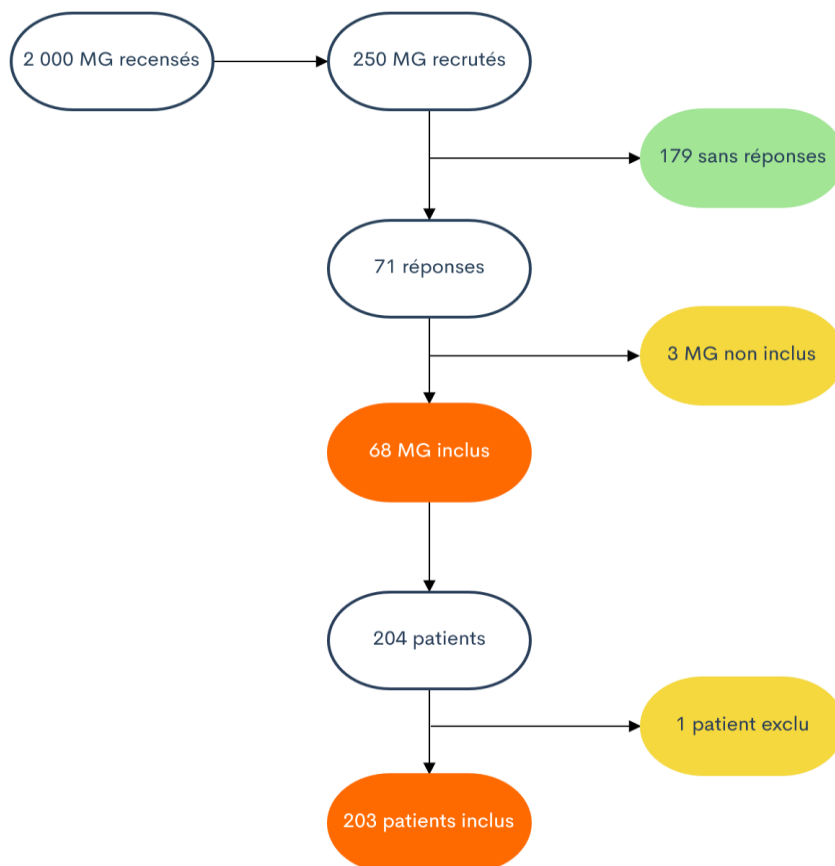 2 000 MG recensés
250 MG recrutés
179 sans réponses
71 réponses
3 MG non inclus
68 MG inclus
204 patients
1 patient exclu
203 patients inclus